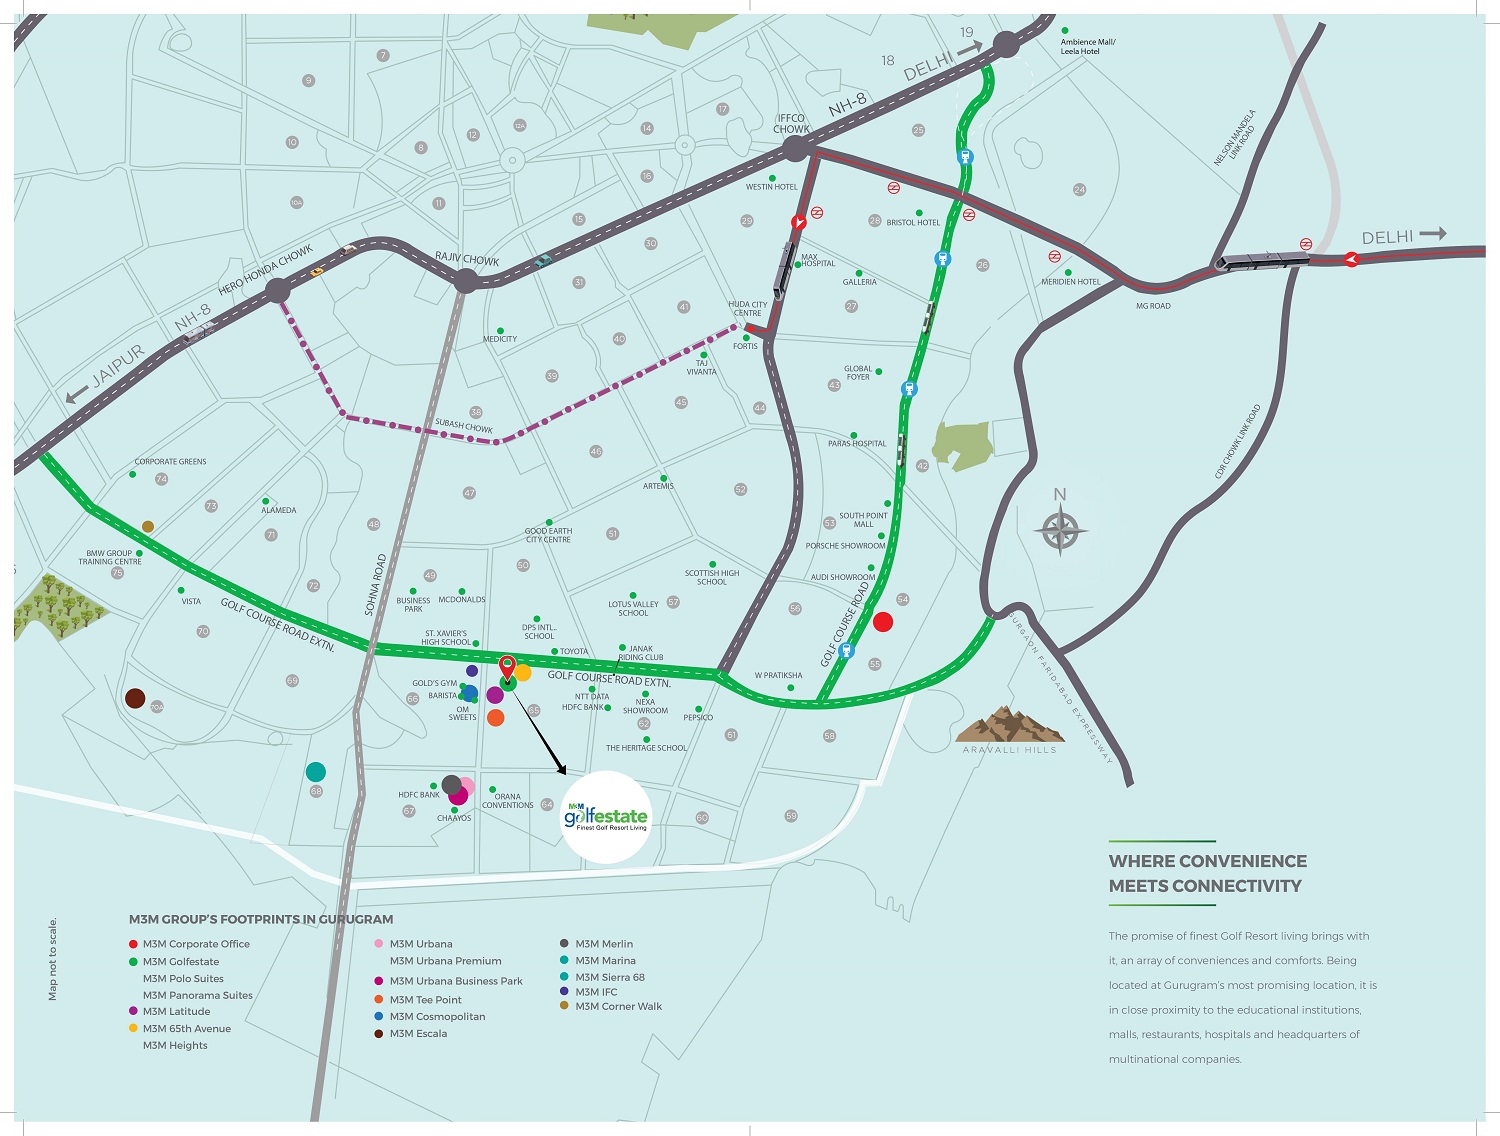 19
18
DELHI
Ambience Mall/
Leela Hotel
7
9
17
NH-8
IFFCO
CHOWK
12A
14
12
25
10
8
NELSON MANDELA
LINK ROAD
16
WESTIN HOTEL
24
10A
11
15
29
28
BRISTOL HOTEL
DELHI
30
HERO HONDA CHOWK
RAJIV CHOWK
MAX
HOSPITAL
26
31
GALLERIA
MERIDIEN HOTEL
41
HUDA CITY
CENTRE
27
MG ROAD
NH-8
MEDICITY
40
FORTIS
JAIPUR
TAJ
VIVANTA
GLOBAL
FOYER
39
43
38
45
44
SUBASH CHOWK
CDR CHOWK LINK ROAD
PARAS HOSPITAL
46
CORPORATE GREENS
42
74
ARTEMIS
52
47
N
73
ALAMEDA
SOUTH POINT
MALL
48
53
GOOD EARTH
CITY CENTRE
51
71
PORSCHE SHOWROOM
BMW GROUP
TRAINING CENTRE
75
50
SCOTTISH HIGH
SCHOOL
AUDI SHOWROOM
49
72
SOHNA ROAD
VISTA
BUSINESS
PARK
MCDONALDS
LOTUS VALLEY
SCHOOL
57
56
54
GOLF COURSE ROAD EXTN.
GOLF COURSE ROAD
GURGAON FARIDABAD EXPRESSWAY
70
ST. XAVIER'S
HIGH SCHOOL
DPS INTL..
SCHOOL
TOYOTA
JANAK
RIDING CLUB
55
69
GOLD'S GYM
GOLF COURSE ROAD EXTN.
W PRATIKSHA
BARISTA
66
NTT DATA
NEXA
SHOWROOM
70A
OM
SWEETS
65
HDFC BANK
PEPSICO
62
61
58
THE HERITAGE SCHOOL
ARAVALLI HILLS
68
HDFC BANK
ORANA
CONVENTIONS
64
67
CHAAYOS
60
59
M3M
golfestate
Finest Golf Resort Living
WHERE CONVENIENCE
MEETS CONNECTIVITY
The promise of finest Golf Resort living brings with
it, an array of conveniences and comforts. Being
located at Gurugram's most promising location, it is
in close proximity to the educational institutions,
malls, restaurants, hospitals and headquarters of
multinational companies.
Map not to scale.
M3M GROUP'S FOOTPRINTS IN GURUGRAM
M3M Corporate Office
M3M Golfestate
M3M Polo Suites
M3M Panorama Suites
M3M Latitude
M3M 65th Avenue
M3M Heights
M3M Urbana
M3M Urbana Premium
M3M Urbana Business Park
M3M Tee Point
M3M Cosmopolitan
M3M Escala
M3M Merlin
M3M Marina
M3M Sierra 68
M3M IFC
M3M Corner Walk